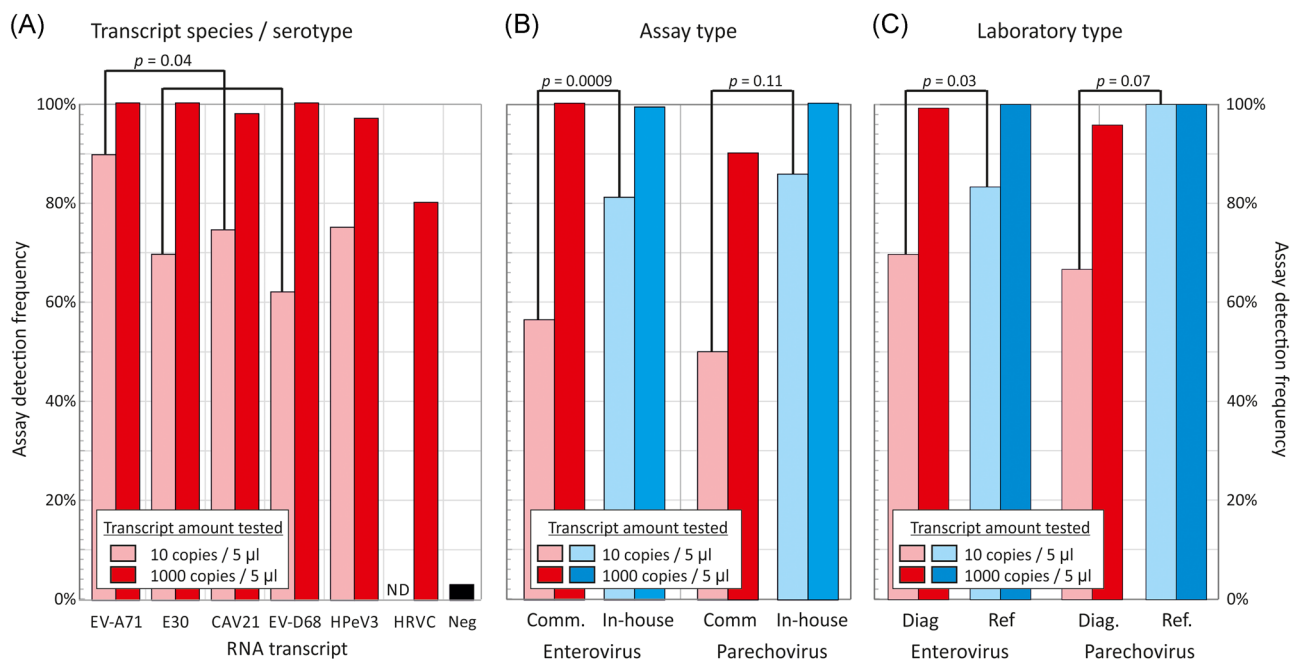 (A) Transcript species / serotype
p = 0.04
100%
80%
60%
40%
20%
0%
Assay detection frequency
Transcript amount tested
10 copies / 5 µl
1000 copies / 5 µl
ND
EV-A71 E30 CAV21 EV-D68 HPeV3 HRVC Neg
RNA transcript
(B) Assay type
p = 0.0009
p = 0.11
Transcript amount tested
10 copies / 5 µl
1000 copies / 5 µl
Comm. In-house Comm In-house
Enterovirus Parechovirus
(C) Laboratory type
p = 0.03
p = 0.07
Transcript amount tested
10 copies / 5 µl
1000 copies / 5 µl
Diag Ref Diag. Ref.
Enterovirus Parechovirus
100%
80%
60%
40%
20%
0%
Assay detection frequency